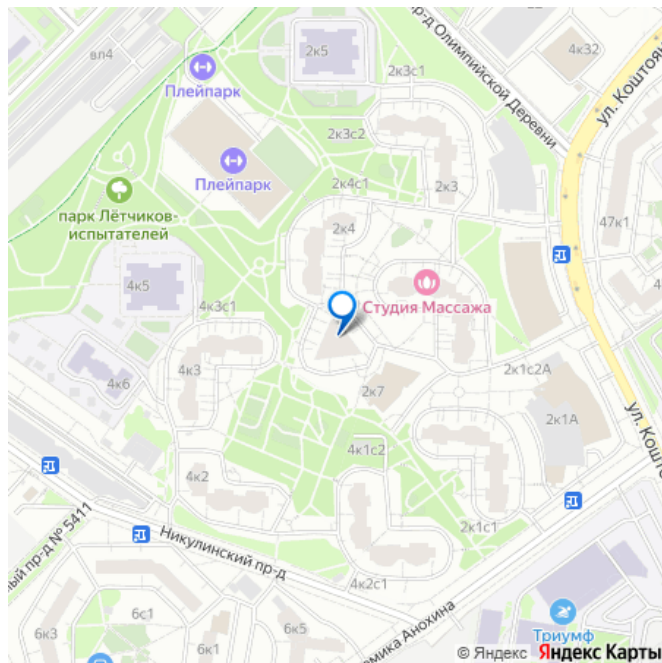 вл4
2к5
Плейпарк
2к3с1
пр-д Олимпийской Деревни
4к32
ул. Коштоя
2к3с2
Плейпарк
2к3
2к4с1
парк Лётчиков-
испытателей
2к4
47к1
4к5
4к3с1
Студия Массажа
4к3
4к6
2к7
2к1с2А
2к1А
ул. Кошто
4к1с2
4к2
2к1с1
ный пр-д № 5411
Никулинский пр-д
4к2с1
6с1
6к3
6к1
6к5
емика Анохина
Триумф
© Яндекс Яндекс Карты